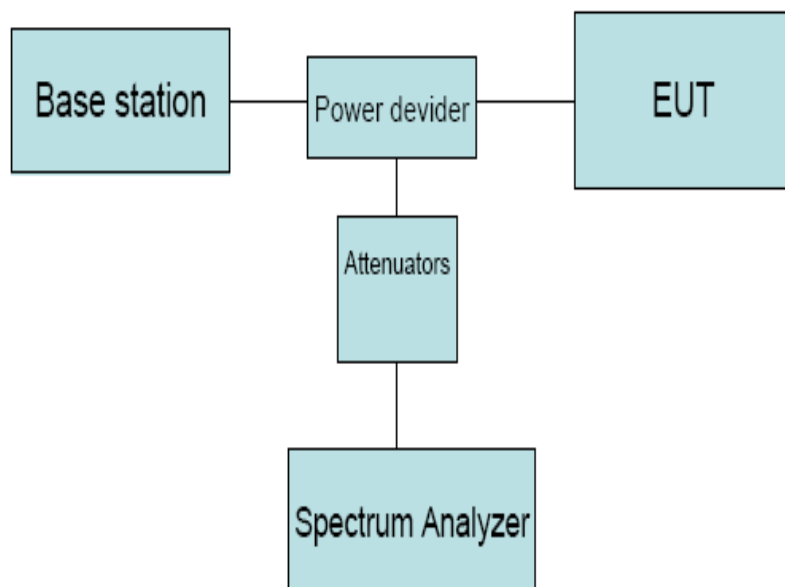 Base station
Power devider
EUT
Attenuators
Spectrum Analyzer